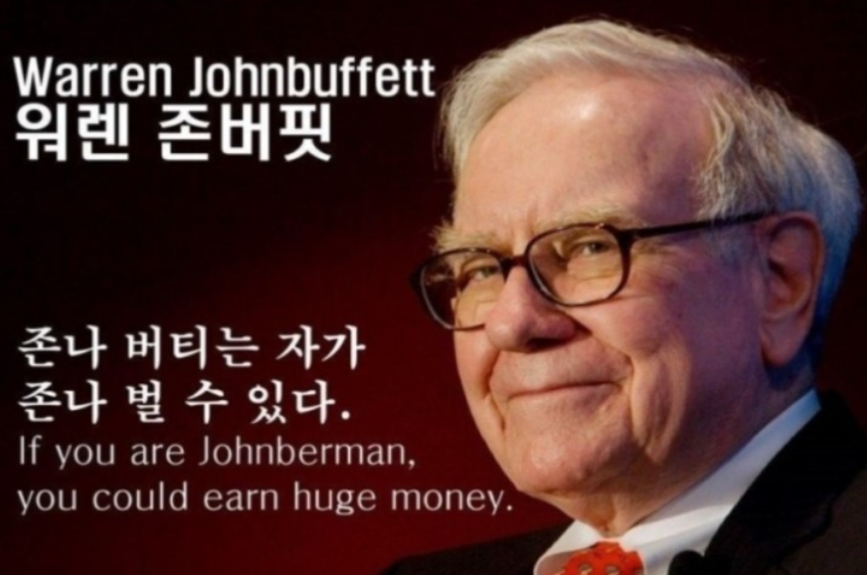 Warren Johnbuffett
워렌 존버핏
존나 버티는 자가
존나 벌 수 있다.
If you are Johnberman,
you could earn huge money.